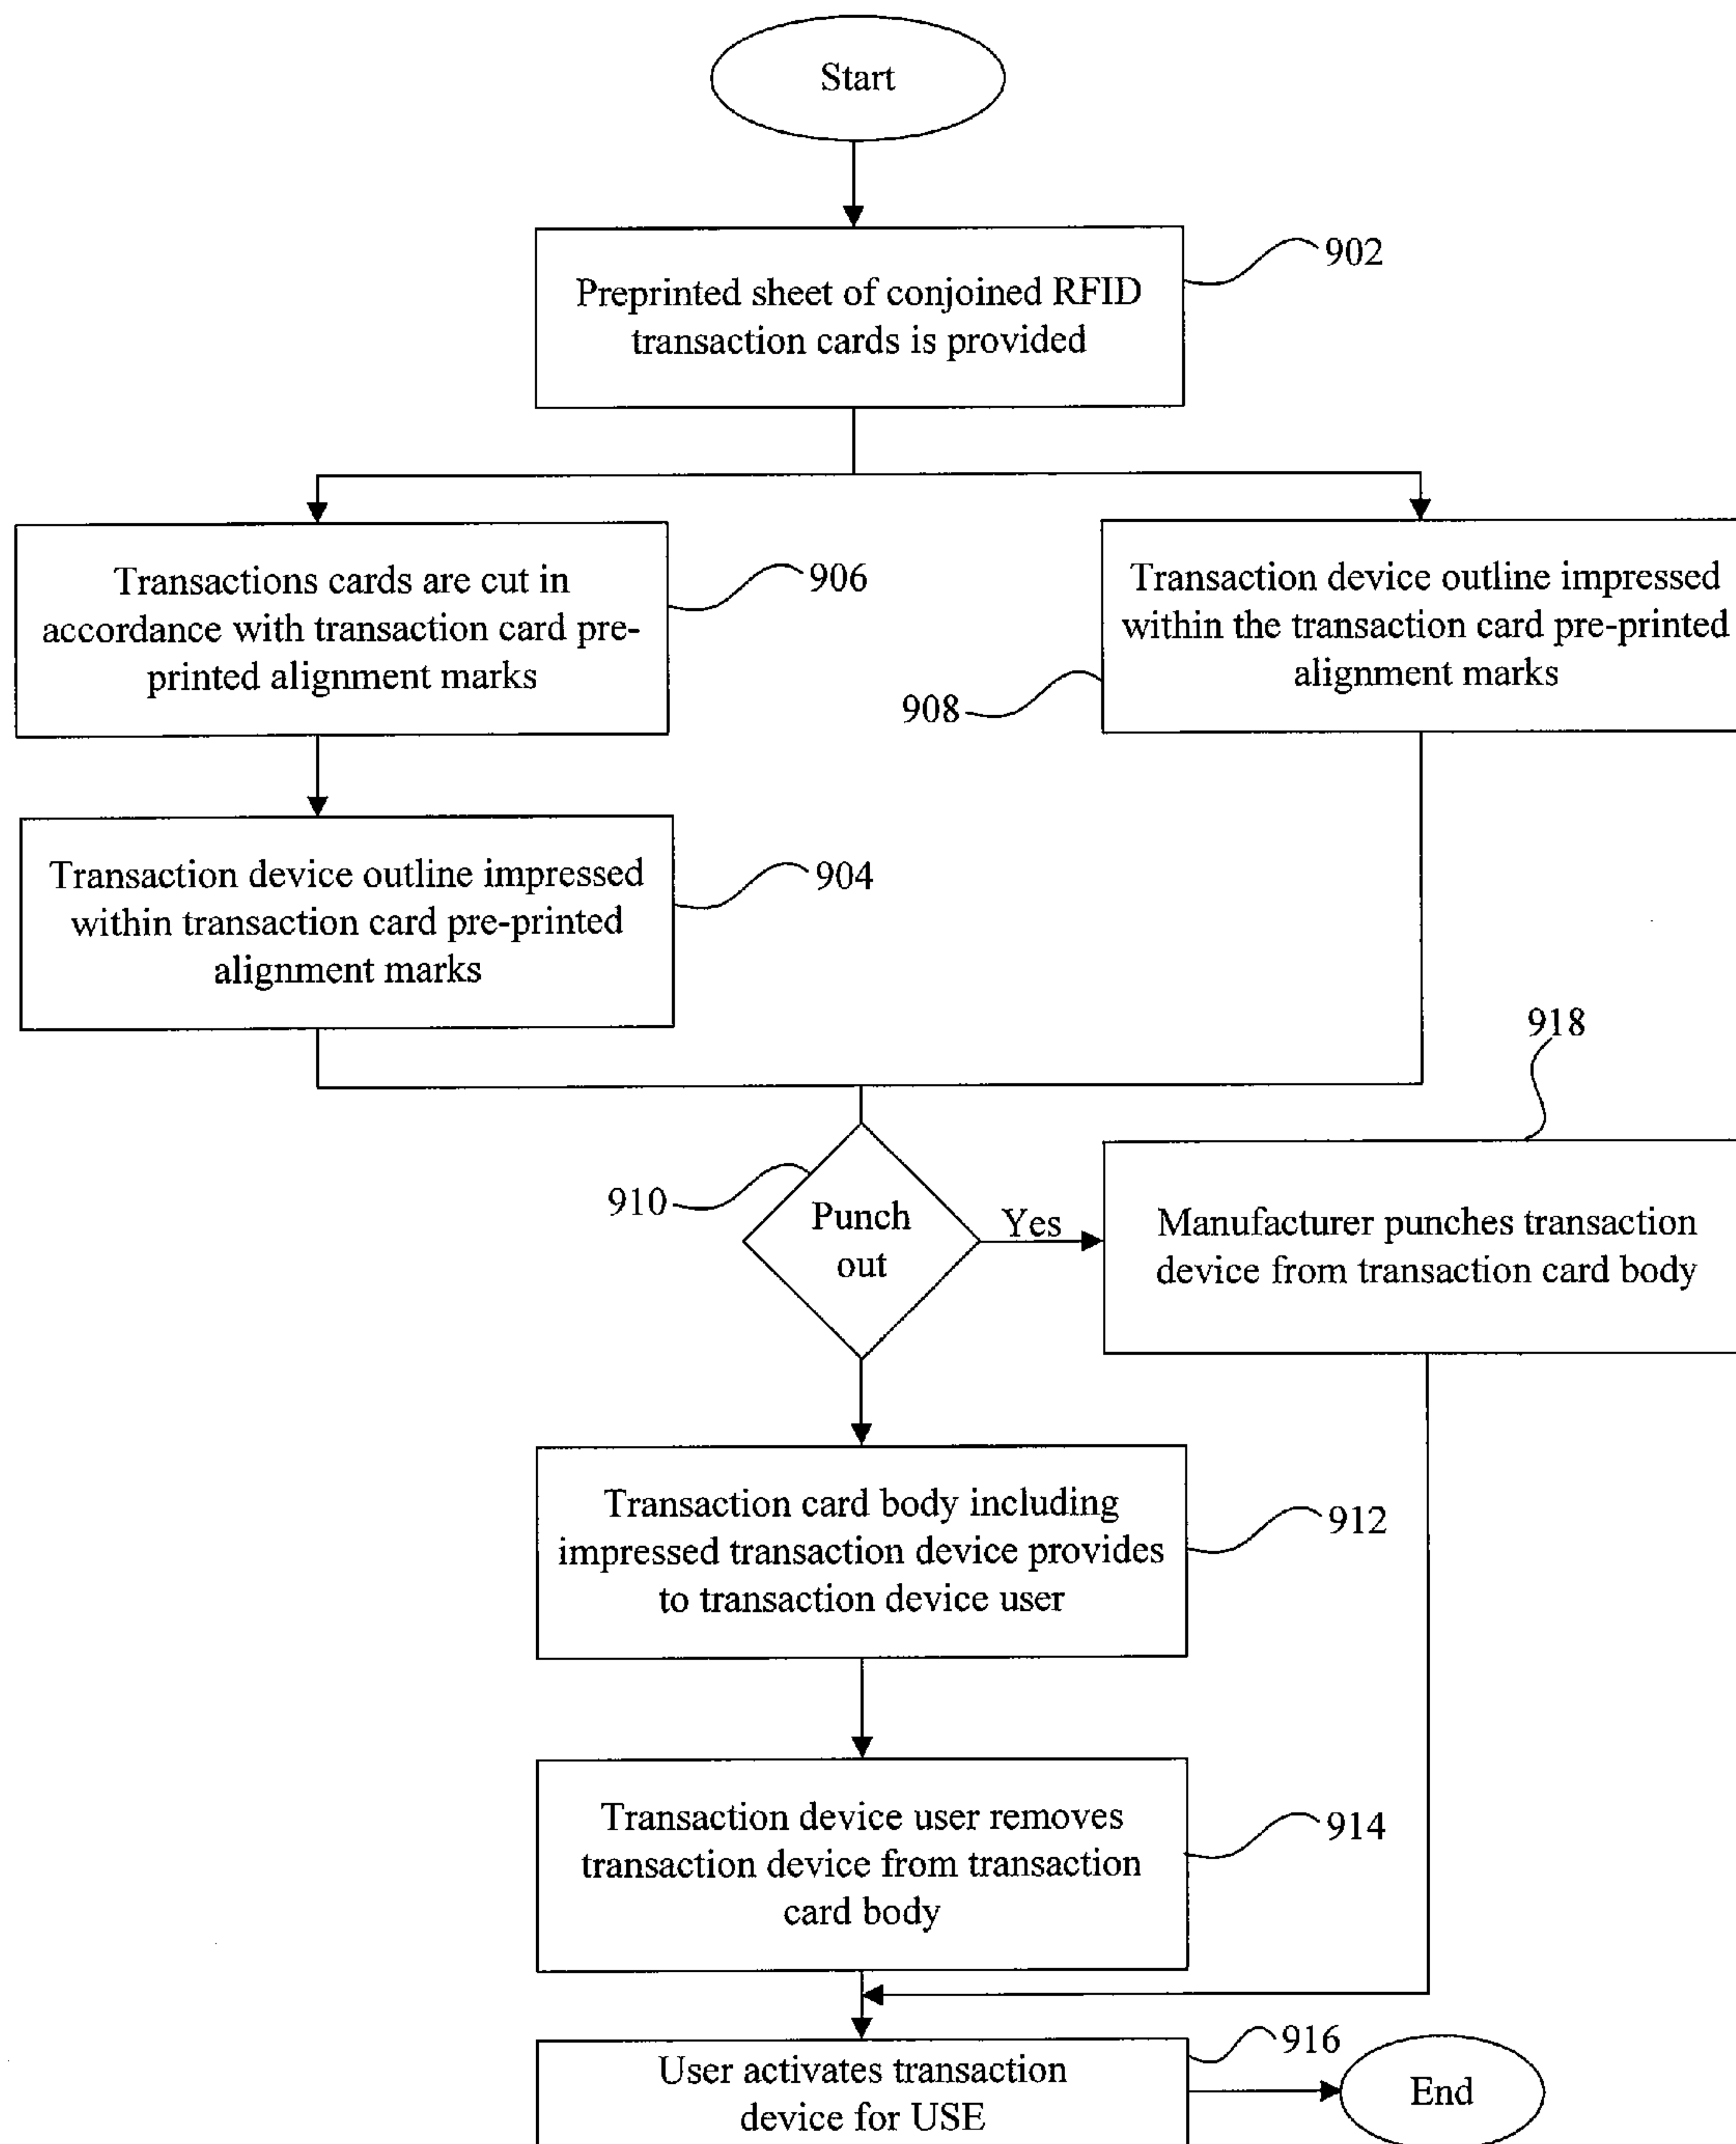 Start
Preprinted sheet of conjoined RFID
transaction cards is provided
902
Transactions cards are cut in
accordance with transaction card pre-
printed alignment marks
906
Transaction device outline impressed
within the transaction card pre-printed
alignment marks
908
Transaction device outline impressed
within transaction card pre-printed
alignment marks
904
918
910
Punch
out
Yes
Manufacturer punches transaction
device from transaction card body
Transaction card body including
impressed transaction device provides
to transaction device user
912
Transaction device user removes
transaction device from transaction
card body
914
User activates transaction
device for USE
916
End